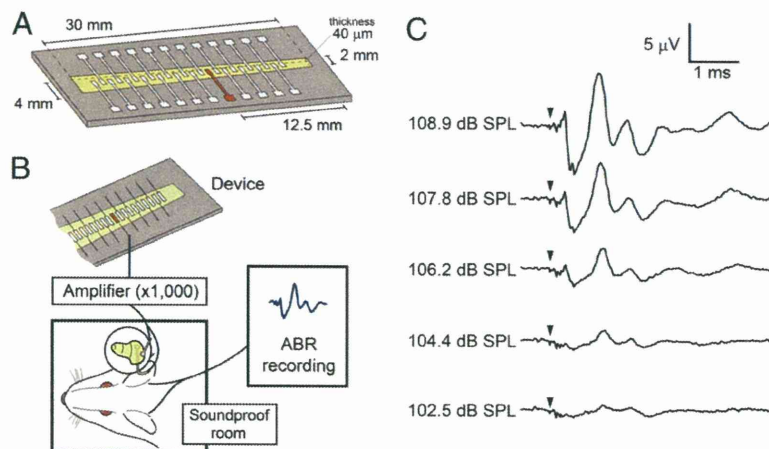 A
30 mm
thickness
40 μm
2 mm
4 mm
12.5 mm
B
Device
Amplifier (x1,000)
ABR
recording
Soundproof
room
C
5 μV
1 ms
108.9 dB SPL
107.8 dB SPL
106.2 dB SPL
104.4 dB SPL
102.5 dB SPL